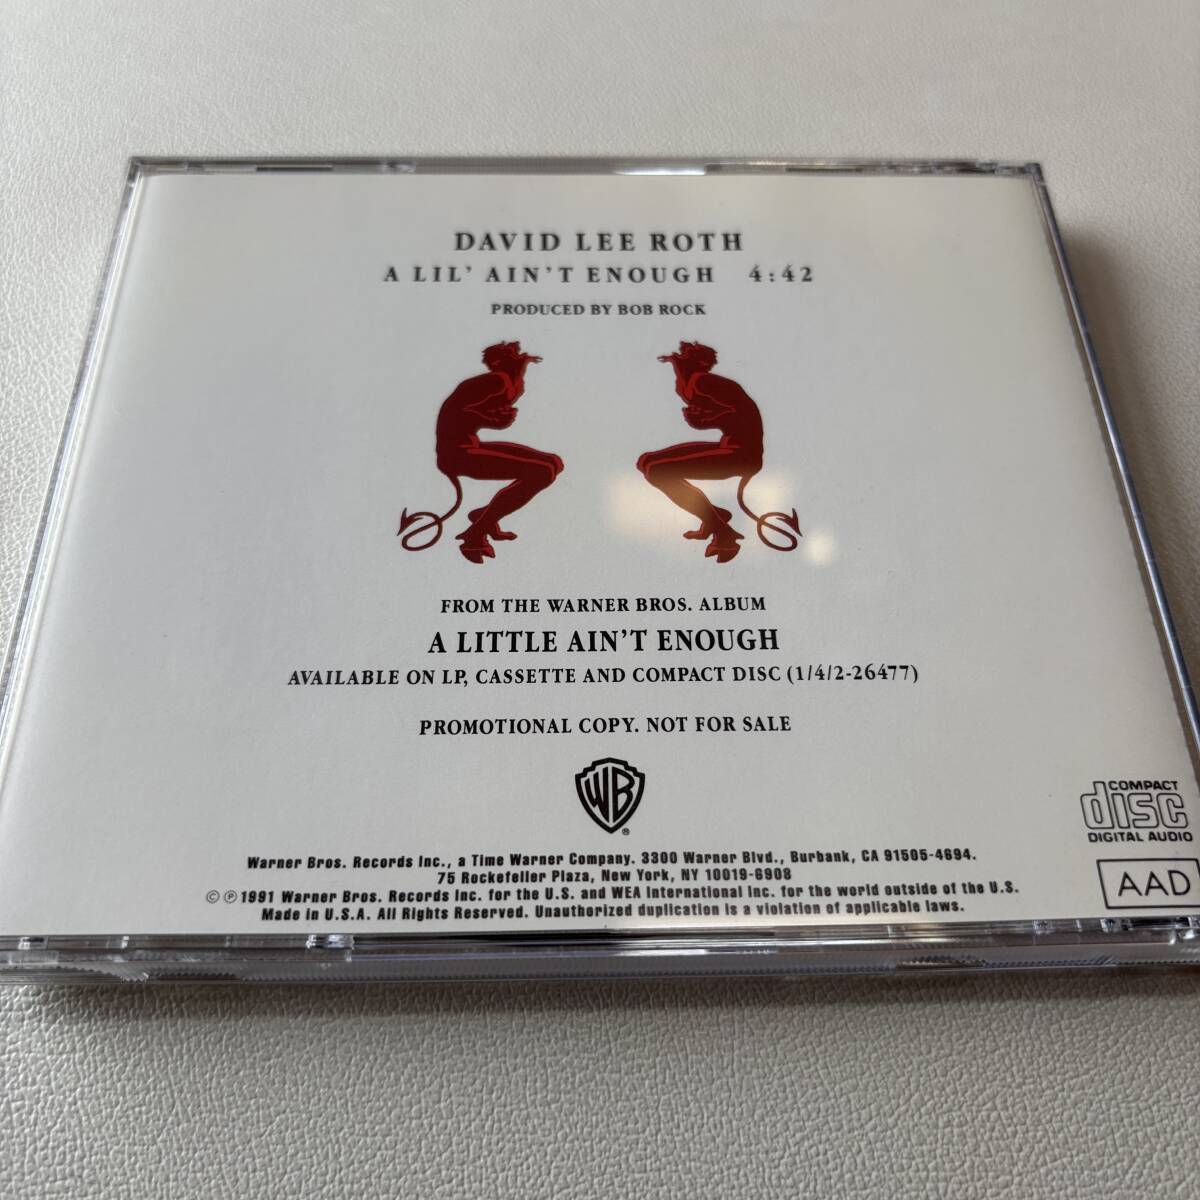 DAVID LEE ROTH
A LIL' AIN'T ENOUGH 4:42
PRODUCED BY BOB ROCK
FROM THE WARNER BROS. ALBUM
A LITTLE AIN'T ENOUGH
AVAILABLE ON LP, CASSETTE AND COMPACT DISC (1/4/2-26477)
PROMOTIONAL COPY. NOT FOR SALE
WB®
COMPACT
disc
DIGITAL AUDIO
AAD
Warner Bros. Records Inc., a Time Warner Company. 3300 Warner Blvd., Burbank, CA 91505-4694.
75 Rockefeller Plaza, New York, NY 10019-6908
© ℗ 1991 Warner Bros. Records Inc. for the U.S. and WEA International Inc. for the world outside of the U.S.
Made in U.S.A. All Rights Reserved. Unauthorized duplication is a violation of applicable laws.